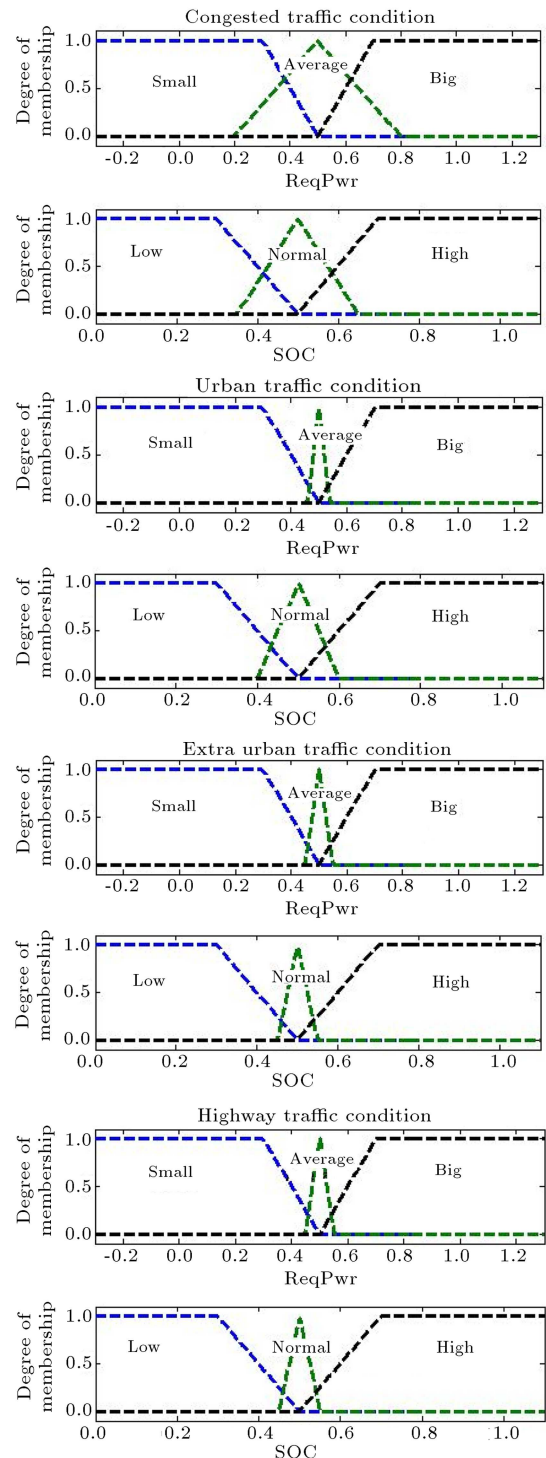 Congested traffic condition
Degree of
membership
1.0
0.5
0.0
Small
Average
Big
-0.2 0.0 0.2 0.4 0.6 0.8 1.0 1.2
ReqPwr
Degree of
membership
1.0
0.5
0.0
Low
Normal
High
0.0 0.2 0.4 0.6 0.8 1.0
SOC
Urban traffic condition
Degree of
membership
1.0
0.5
0.0
Small
Average
Big
-0.2 0.0 0.2 0.4 0.6 0.8 1.0 1.2
ReqPwr
Degree of
membership
1.0
0.5
0.0
Low
Normal
High
0.0 0.2 0.4 0.6 0.8 1.0
SOC
Extra urban traffic condition
Degree of
membership
1.0
0.5
0.0
Small
Average
Big
-0.2 0.0 0.2 0.4 0.6 0.8 1.0 1.2
ReqPwr
Degree of
membership
1.0
0.5
0.0
Low
Normal
High
0.0 0.2 0.4 0.6 0.8 1.0
SOC
Highway traffic condition
Degree of
membership
1.0
0.5
0.0
Small
Average
Big
-0.2 0.0 0.2 0.4 0.6 0.8 1.0 1.2
ReqPwr
Degree of
membership
1.0
0.5
0.0
Low
Normal
High
0.0 0.2 0.4 0.6 0.8 1.0
SOC